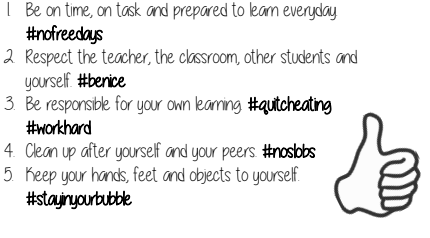 1. Be on time, on task and prepared to learn everyday.
#nofreedays
2. Respect the teacher, the classroom, other students and
yourself. #benice
3. Be responsible for your own learning. #quitcheating
#workhard
4. Clean up after yourself and your peers. #noslobs
5. Keep your hands, feet and objects to yourself.
#stayinyourbubble